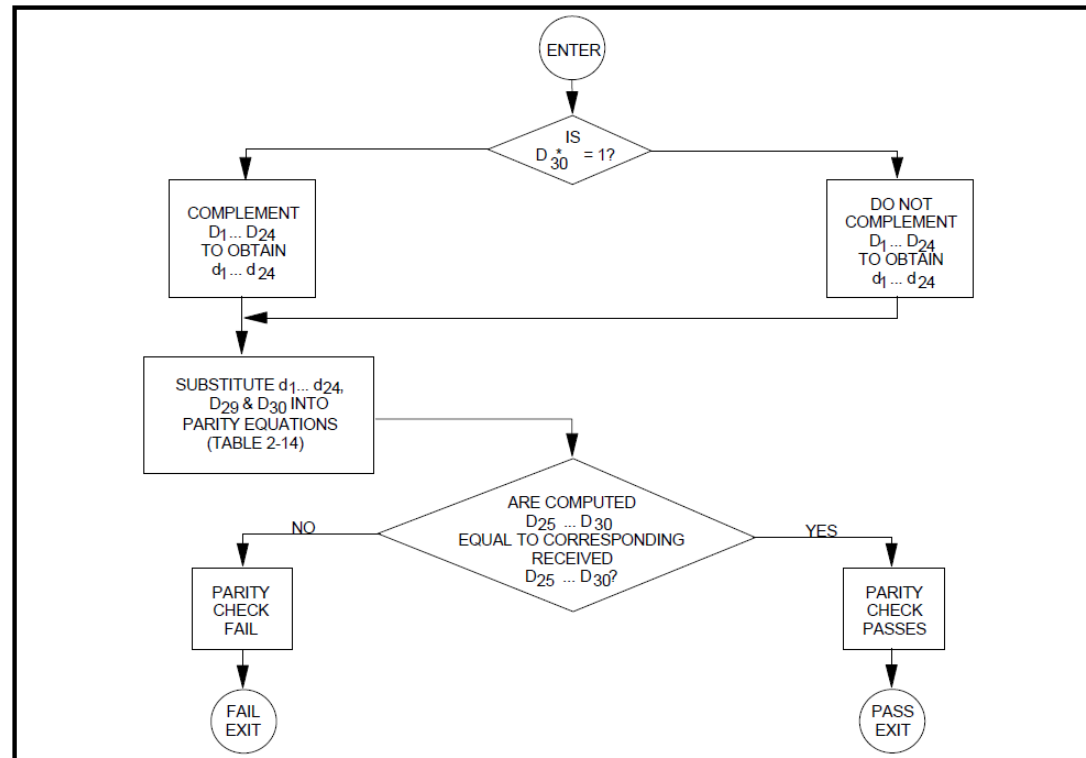 ENTER
IS
D*30 = 1?
COMPLEMENT
D1... D24
TO OBTAIN
d1... d24
DO NOT
COMPLEMENT
D1... D24
TO OBTAIN
d1... d24
SUBSTITUTE d1... d24,
D29 & D30 INTO
PARITY EQUATIONS
(TABLE 2-14)
ARE COMPUTED
D25 ... D30
EQUAL TO CORRESPONDING
RECEIVED
D25 ... D30?
NO
YES
PARITY
CHECK
FAIL
PARITY
CHECK
PASSES
FAIL
EXIT
PASS
EXIT